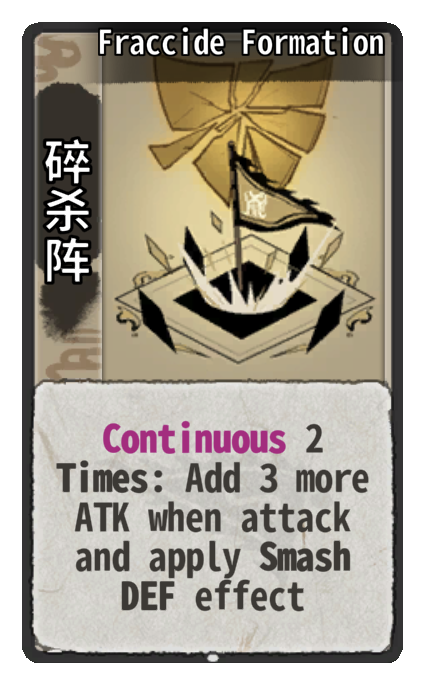 Fraccide Formation
碎杀阵
Continuous 2
Times: Add 3 more
ATK when attack
and apply Smash
DEF effect